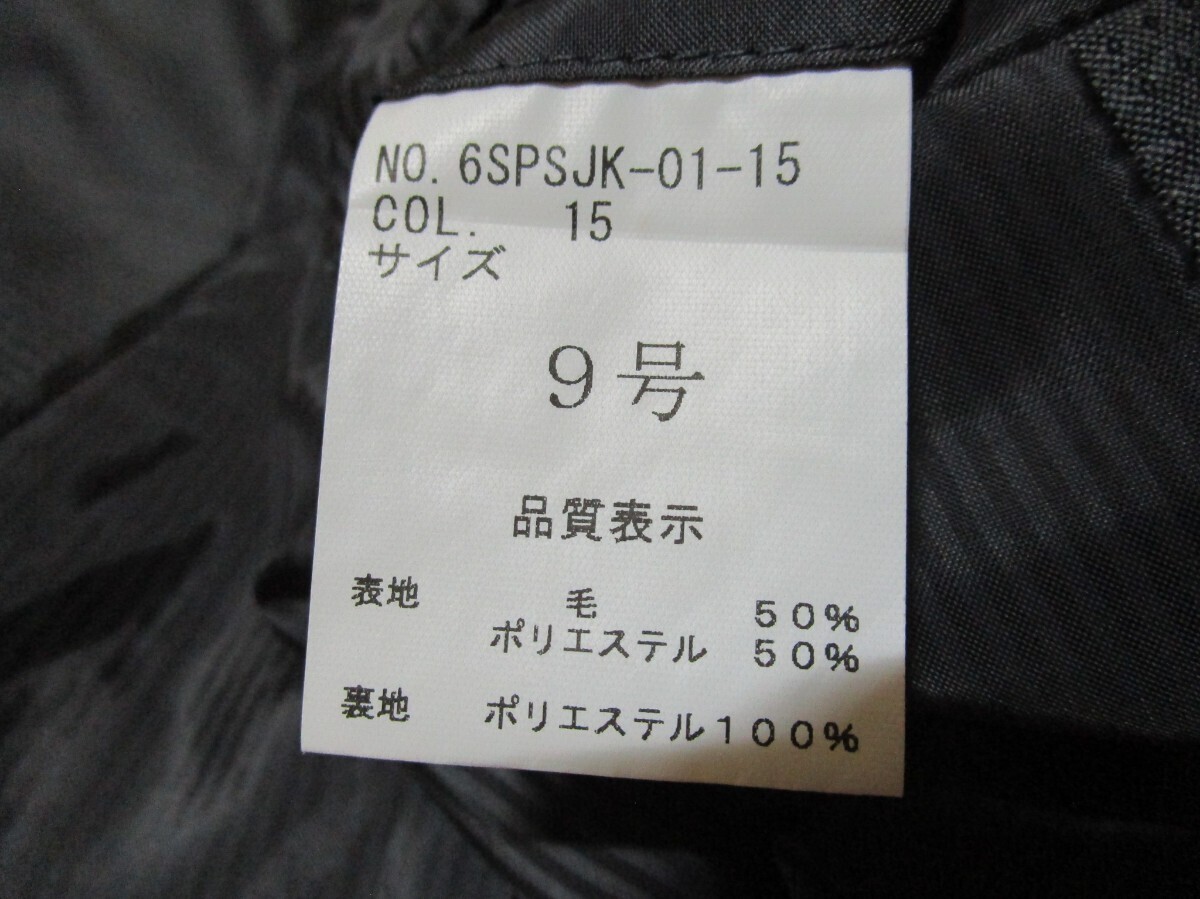 NO. 6SPSJK-01-15
COL. 15
サイズ
9号
品質表示
表地 毛 50%
ポリエステル 50%
裏地 ポリエステル100%